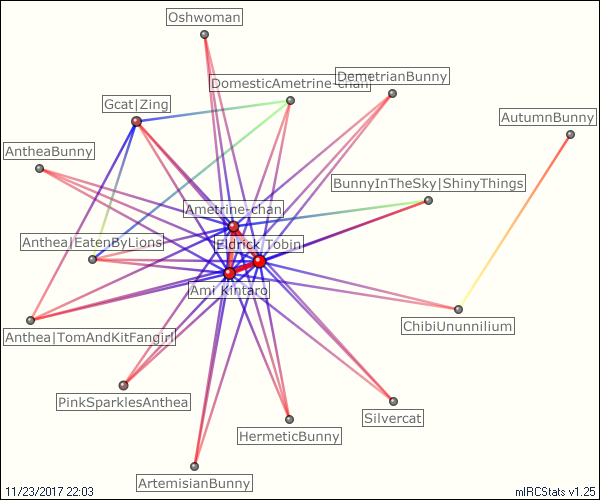 Oshwoman
DomesticAmetrine-chan
DemetrianBunny
Gcat|Zing
AutumnBunny
AntheaBunny
BunnyInTheSky|ShinyThings
Ametrine-chan
Anthea|EatenByLions
Eldrick Tobin
Ami Kintaro
ChibiUnunnilium
Anthea|TomAndKitFangirl
PinkSparklesAnthea
Silvercat
HermeticBunny
ArtemisianBunny
11/23/2017 22:03
mIRCStats v1.25